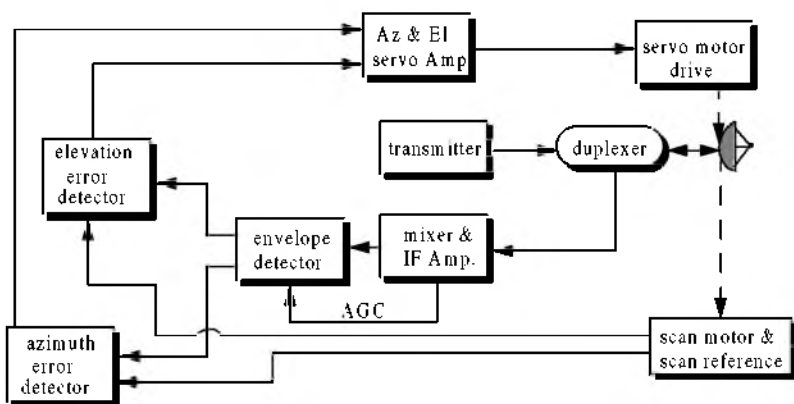 Az & El
servo Amp
servo motor
drive
elevation
error
detector
transmitter
duplexer
envelope
detector
mixer &
IF Amp.
AGC
azimuth
error
detector
scan motor &
scan reference